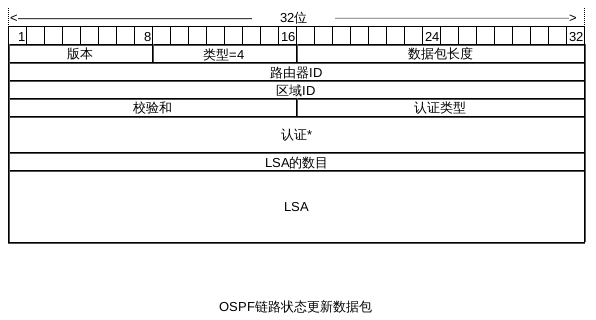 32位
1 8 16 24 32
版本 类型=4 数据包长度
路由器ID
区域ID
校验和 认证类型
认证*
LSA的数目
LSA
OSPF链路状态更新数据包